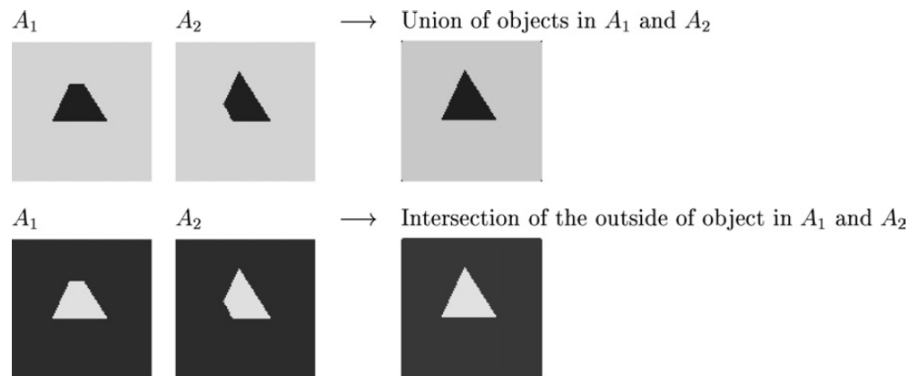 A₁ A₂ ⟶ Union of objects in A₁ and A₂
A₁ A₂ ⟶ Intersection of the outside of object in A₁ and A₂